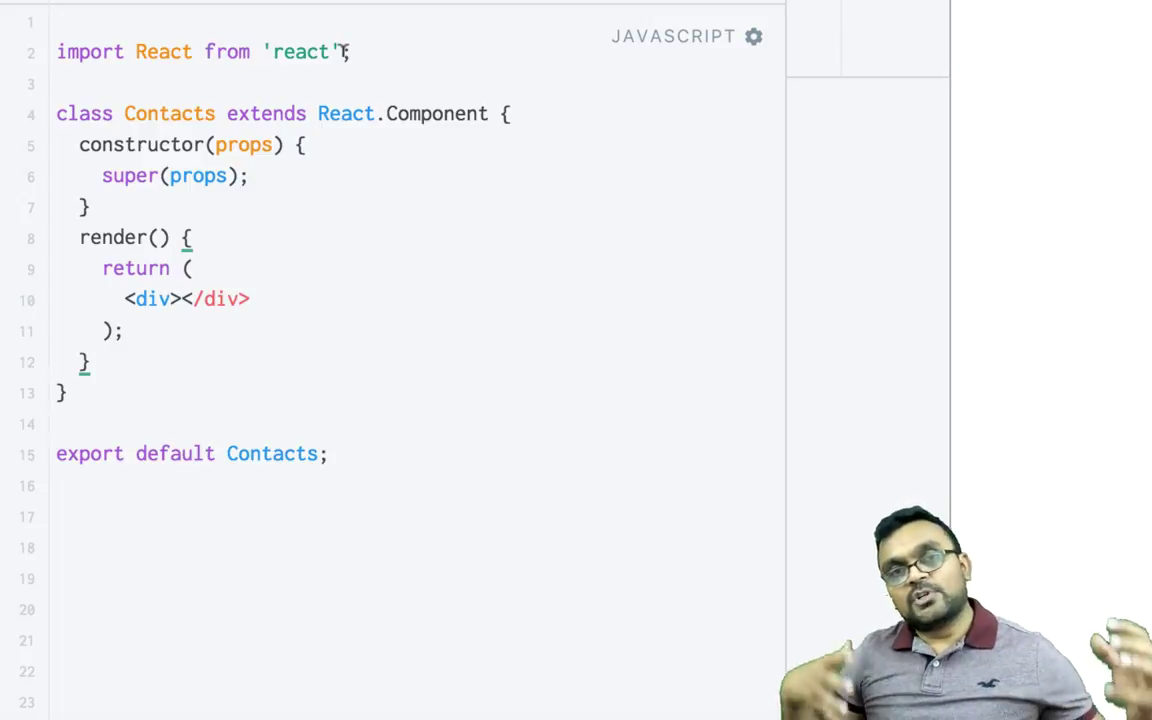 1
JAVASCRIPT
2 import React from 'react';
3
4 class Contacts extends React.Component {
5 constructor(props) {
6 super(props);
7 }
8 render() {
9 return (
10 <div></div>
11 );
12 }
13 }
14
15 export default Contacts;
16
17
18
19
20
21
22
23